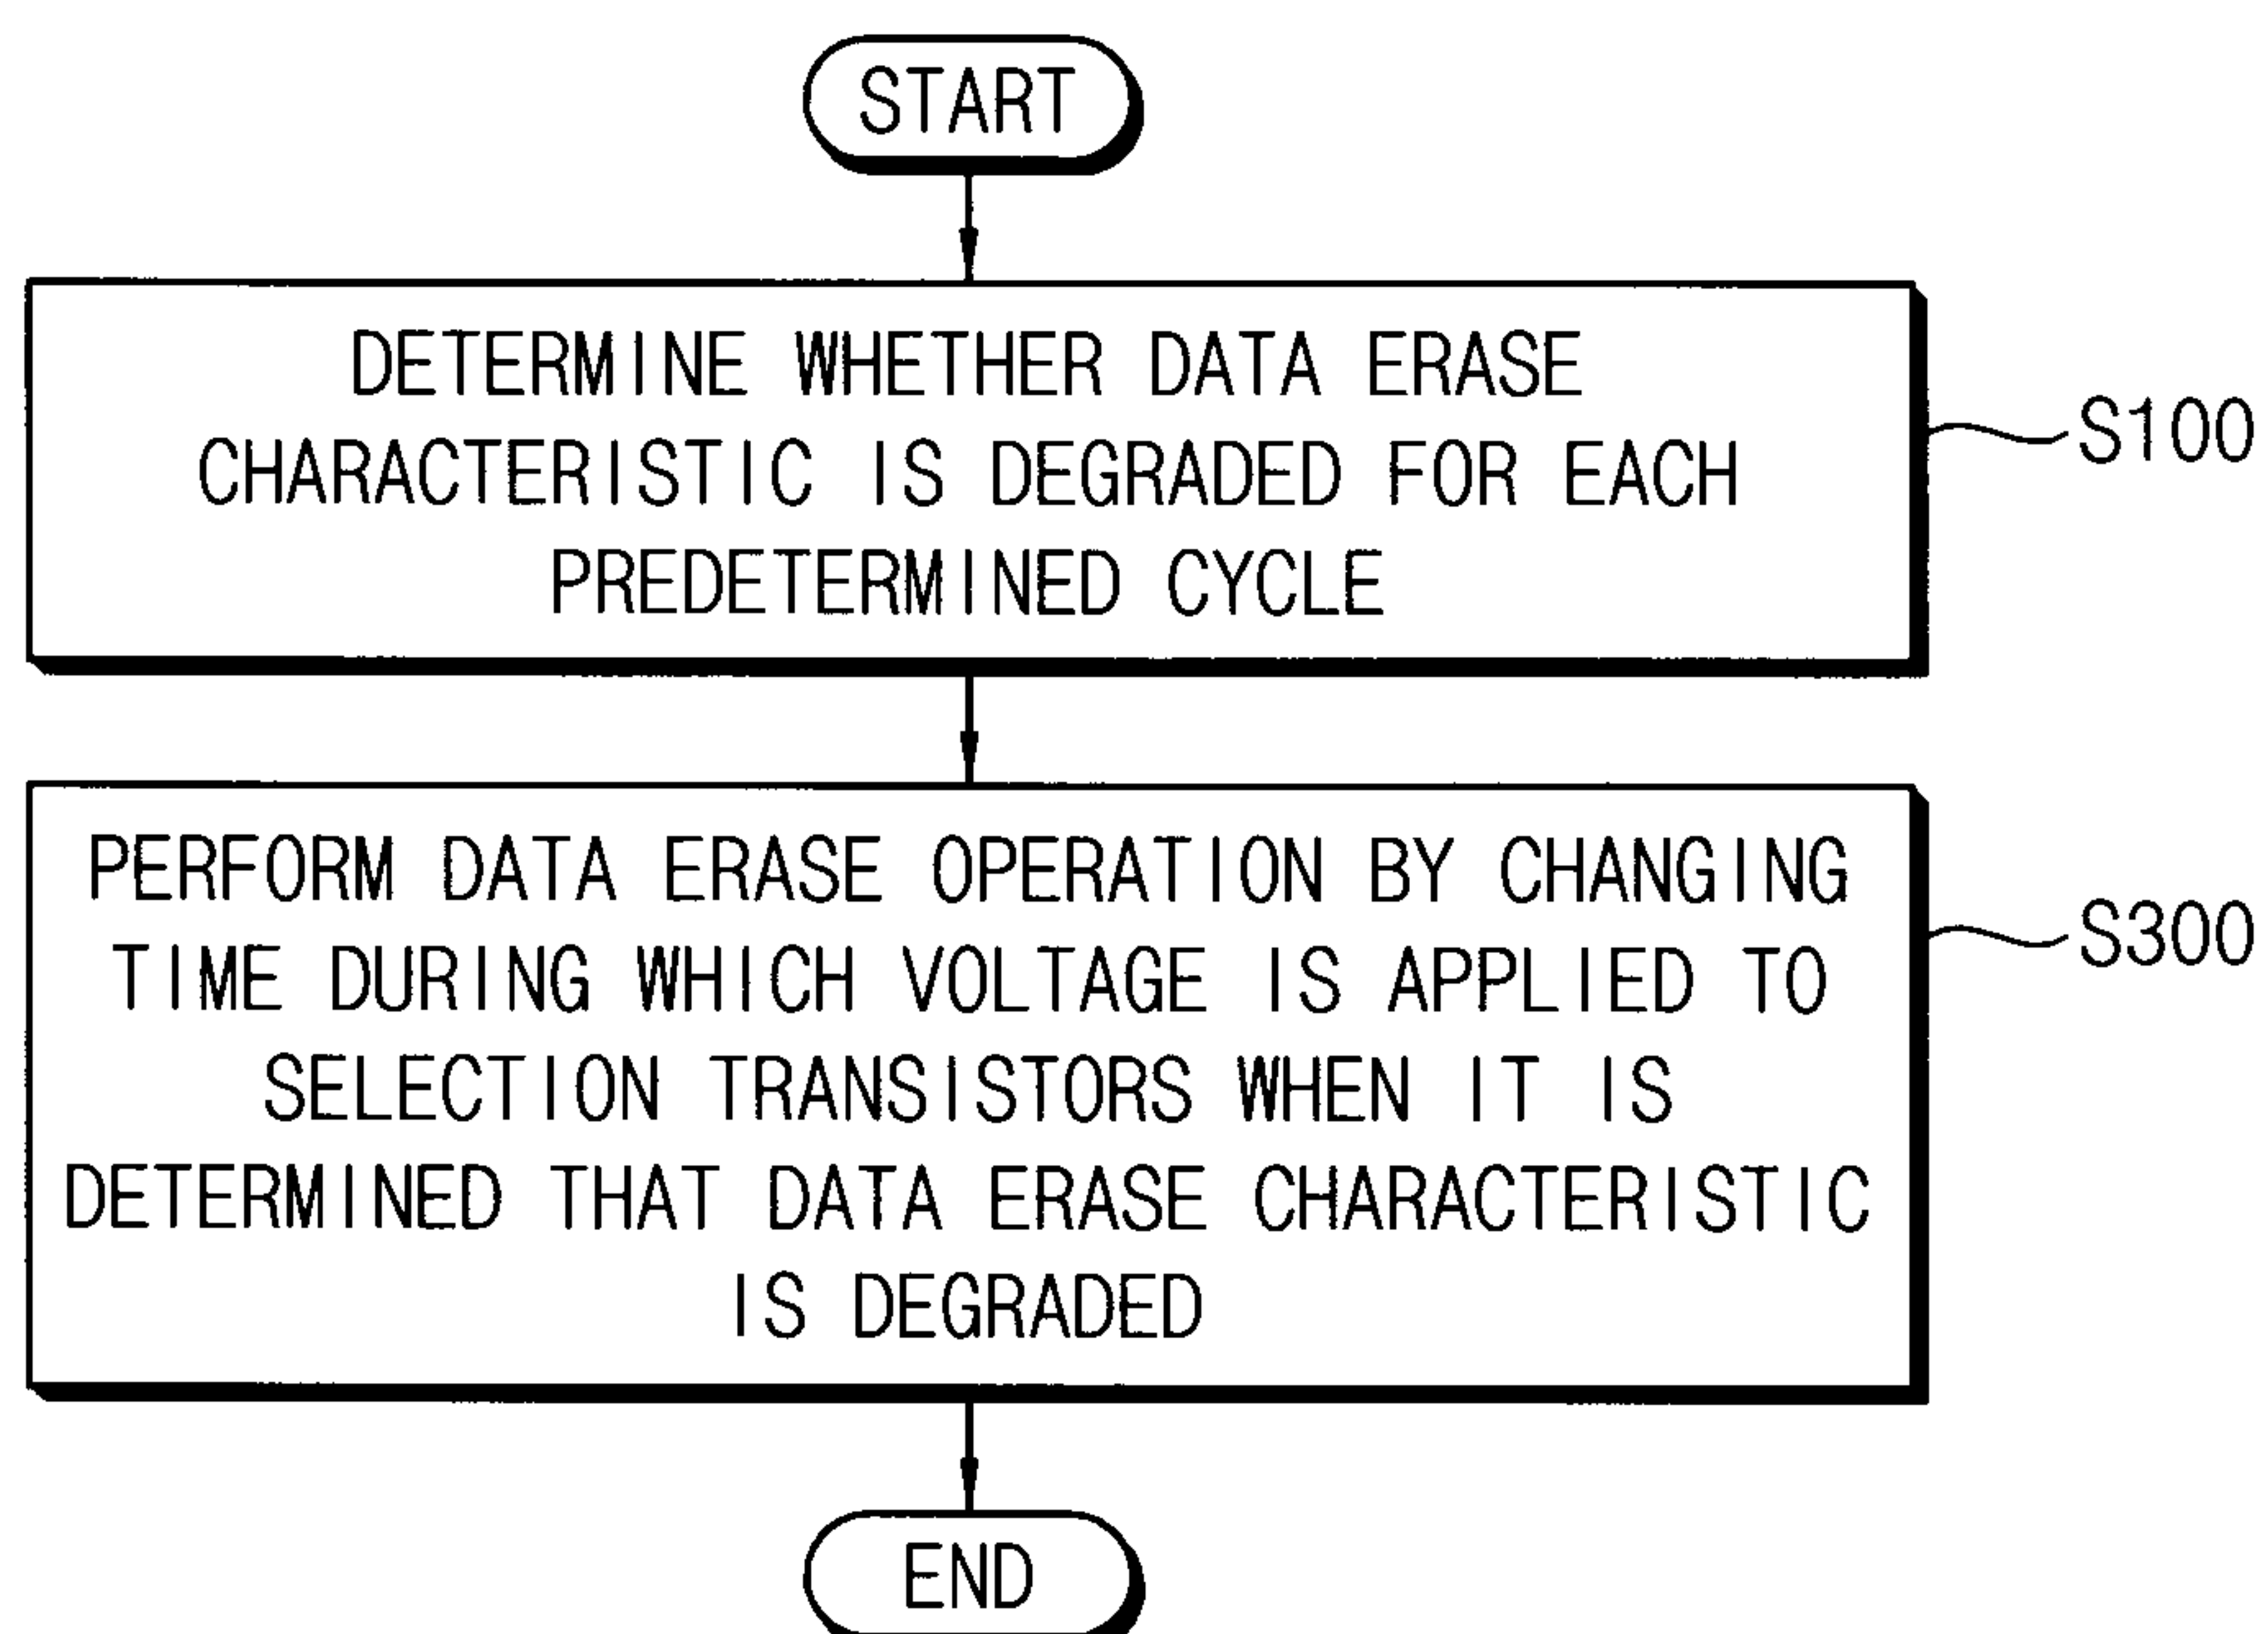 START
DETERMINE WHETHER DATA ERASE
CHARACTERISTIC IS DEGRADED FOR EACH
PREDETERMINED CYCLE
S100
PERFORM DATA ERASE OPERATION BY CHANGING
TIME DURING WHICH VOLTAGE IS APPLIED TO
SELECTION TRANSISTORS WHEN IT IS
DETERMINED THAT DATA ERASE CHARACTERISTIC
IS DEGRADED
S300
END